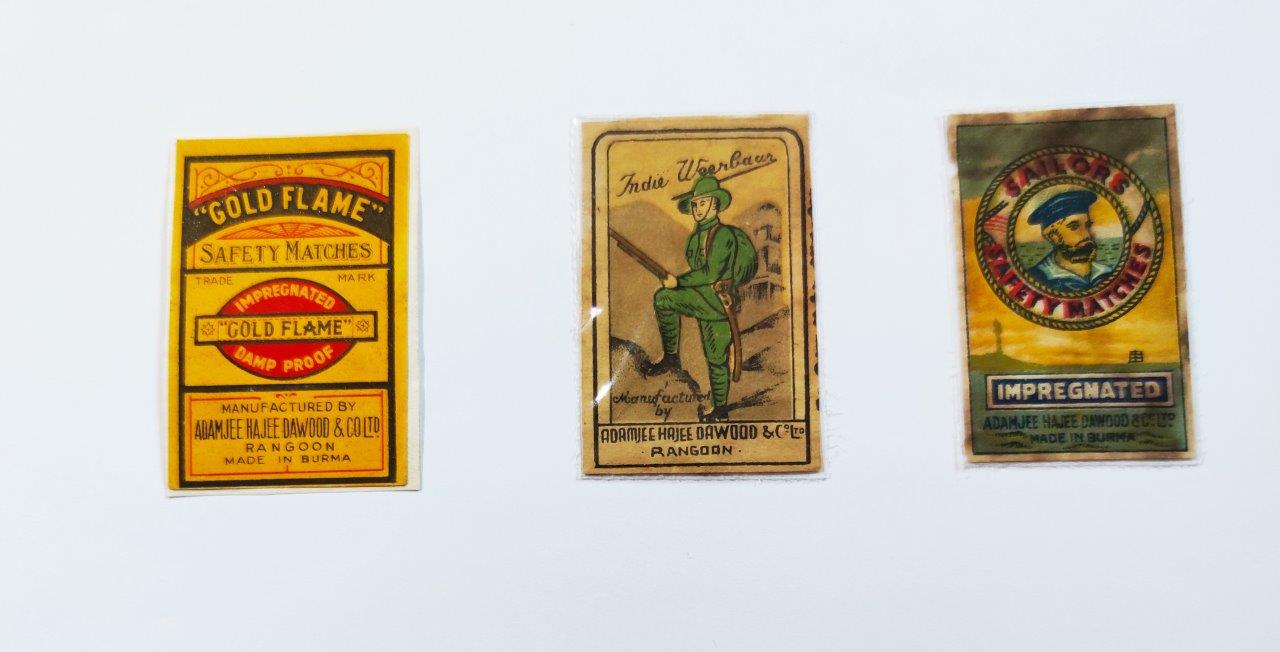 "GOLD FLAME"
SAFETY MATCHES
TRADE MARK
IMPREGNATED
"GOLD FLAME"
DAMP PROOF
MANUFACTURED BY
ADAMJEE HAJEE DAWOOD & CO LTD
RANGOON
MADE IN BURMA
Indië Weerbaar
Manufactured
by
ADAMJEE HAJEE DAWOOD & Co LTD
· RANGOON ·
SAILORS
SAFETY MATCHES
IMPREGNATED
ADAMJEE HAJEE DAWOOD & Co LTD
MADE IN BURMA